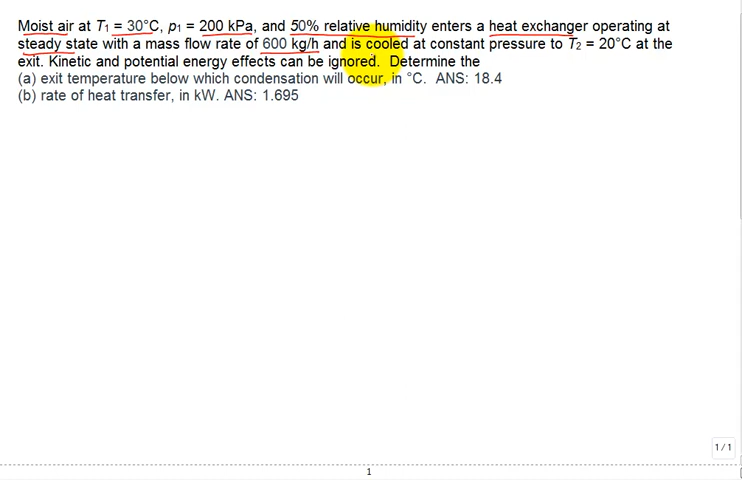 Moist air at T1 = 30°C, p1 = 200 kPa, and 50% relative humidity enters a heat exchanger operating at
steady state with a mass flow rate of 600 kg/h and is cooled at constant pressure to T2 = 20°C at the
exit. Kinetic and potential energy effects can be ignored. Determine the
(a) exit temperature below which condensation will occur, in °C. ANS: 18.4
(b) rate of heat transfer, in kW. ANS: 1.695
1 / 1
1